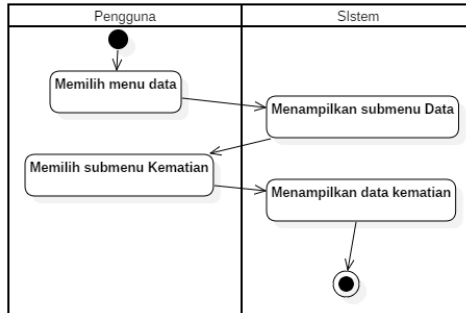 Pengguna
SIstem
Memilih menu data
Menampilkan submenu Data
Memilih submenu Kematian
Menampilkan data kematian